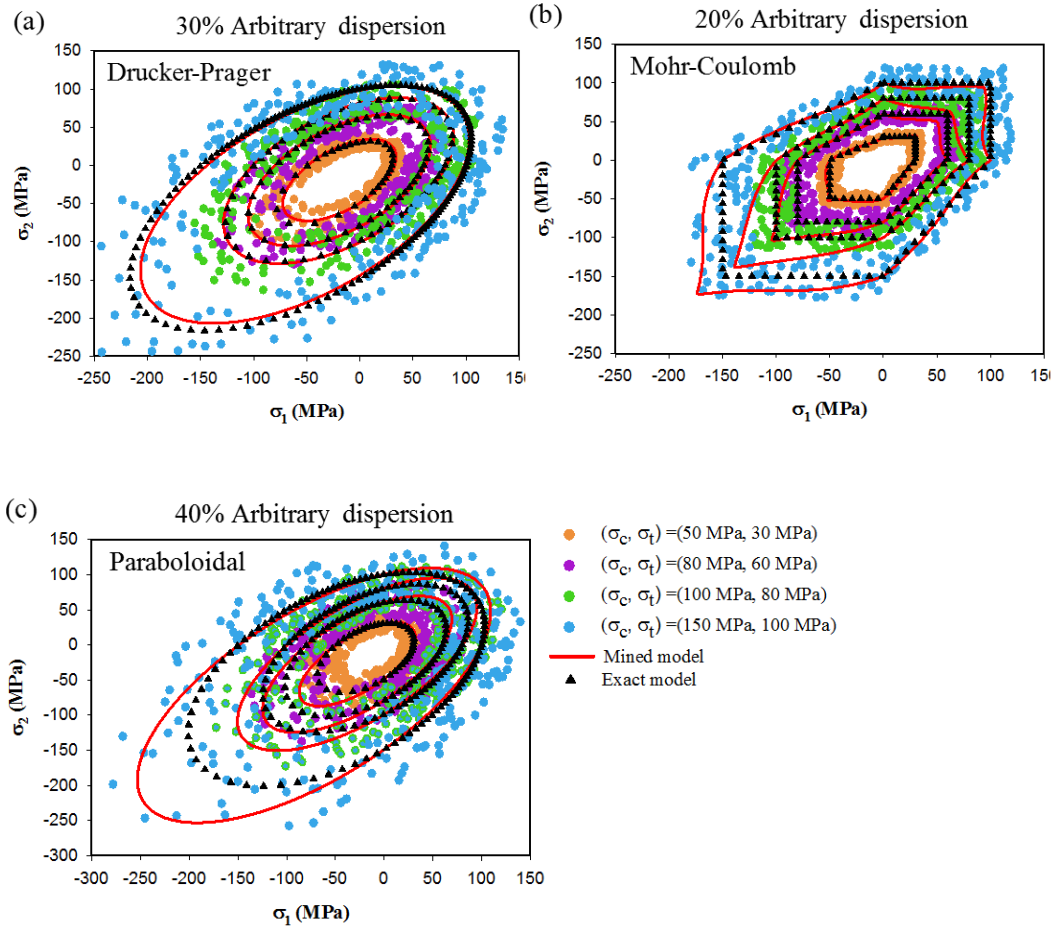 (a)
30% Arbitrary dispersion
Drucker-Prager
150
100
50
0
-50
-100
-150
-200
-250
σ2 (MPa)
-250 -200 -150 -100 -50 0 50 100 150
σ1 (MPa)
(b)
20% Arbitrary dispersion
Mohr-Coulomb
150
100
50
0
-50
-100
-150
-200
-250
σ2 (MPa)
-250 -200 -150 -100 -50 0 50 100 150
σ1 (MPa)
(c)
40% Arbitrary dispersion
Paraboloidal
150
100
50
0
-50
-100
-150
-200
-250
-300
σ2 (MPa)
-300 -250 -200 -150 -100 -50 0 50 100 150
σ1 (MPa)
(σc, σt) =(50 MPa, 30 MPa)
(σc, σt) =(80 MPa, 60 MPa)
(σc, σt) =(100 MPa, 80 MPa)
(σc, σt) =(150 MPa, 100 MPa)
Mined model
Exact model